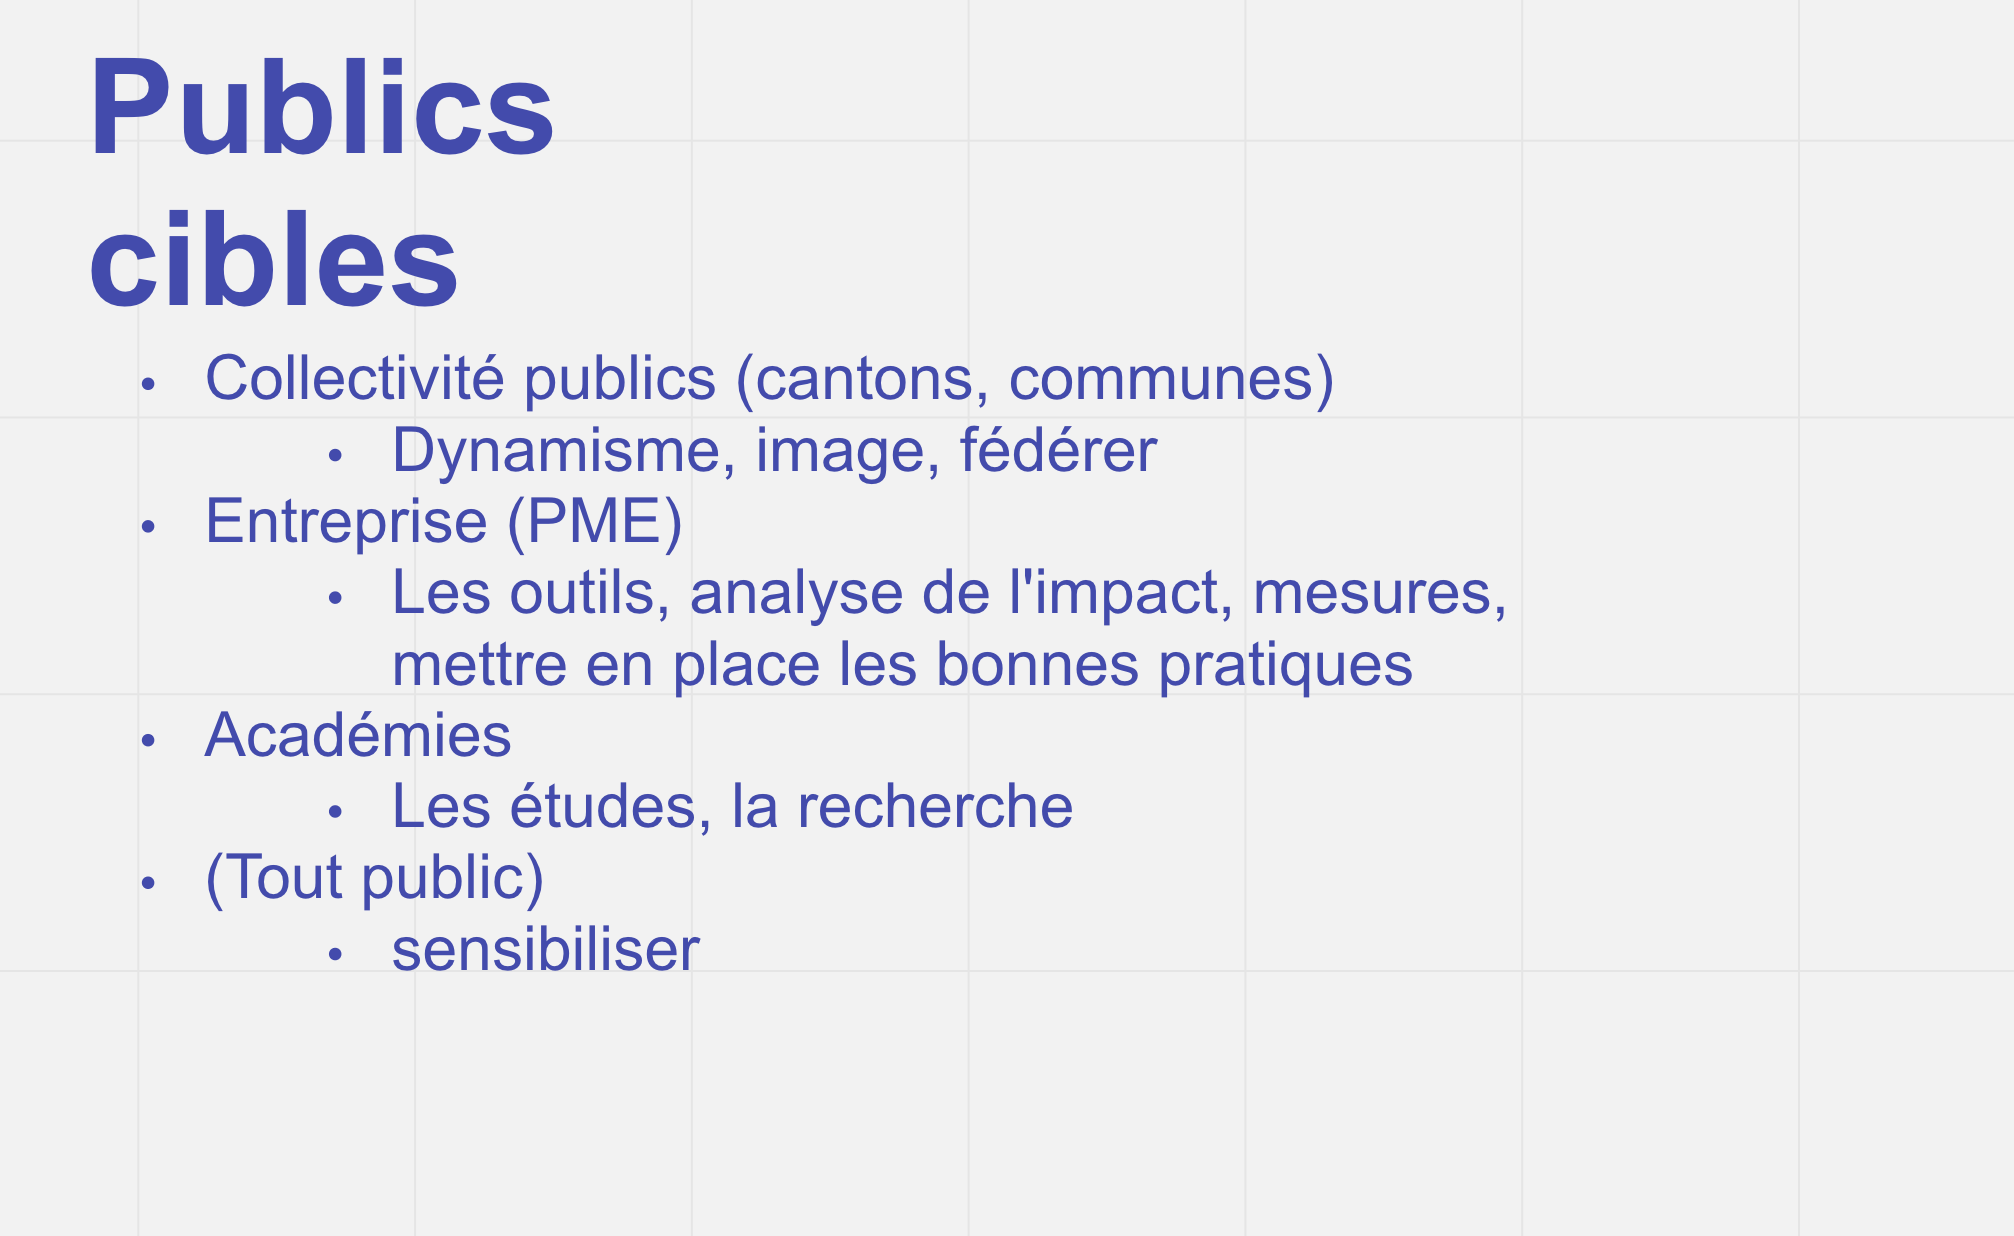 Publics
cibles
• Collectivité publics (cantons, communes)
• Dynamisme, image, fédérer
• Entreprise (PME)
• Les outils, analyse de l'impact, mesures,
mettre en place les bonnes pratiques
• Académies
• Les études, la recherche
• (Tout public)
• sensibiliser